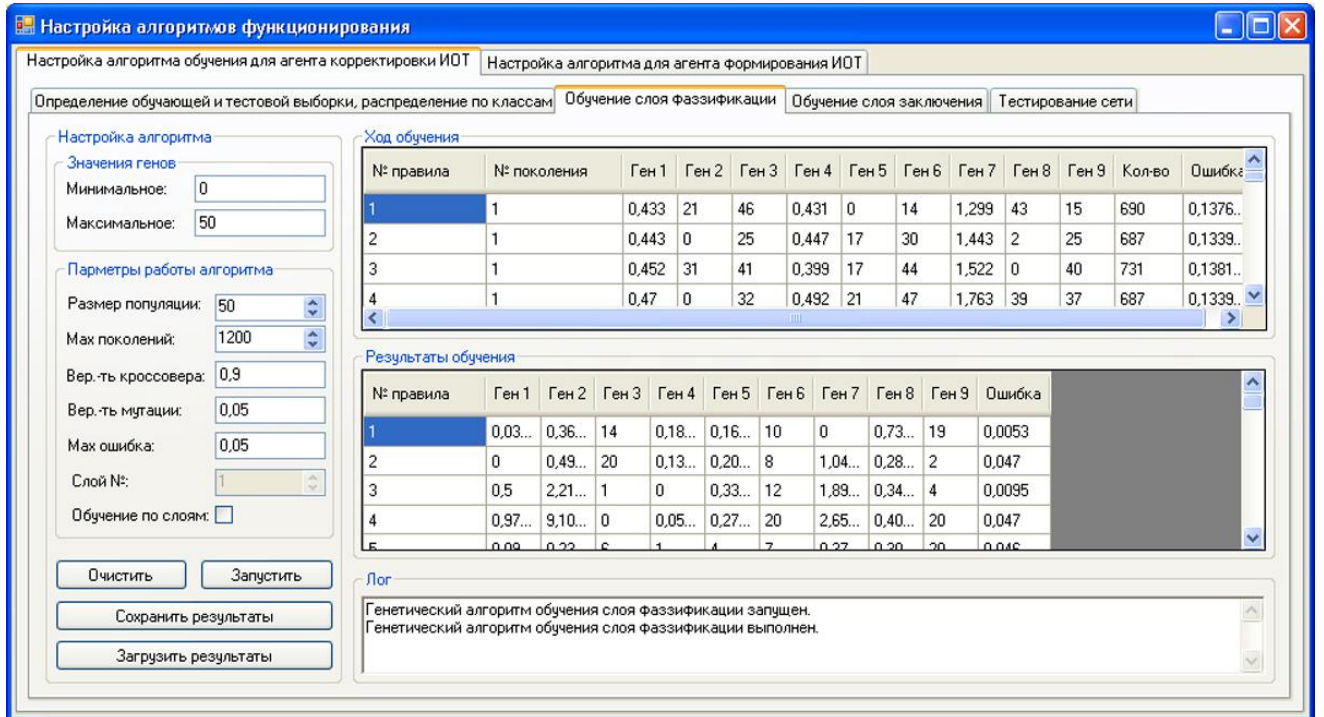 Настройка алгоритмов функционирования
Настройка алгоритма обучения для агента корректировки ИОТ Настройка алгоритма для агента формирования ИОТ
Определение обучающей и тестовой выборки, распределение по классам Обучение слоя фаззификации Обучение слоя заключения Тестирование сети
Настройка алгоритма
Значения генов
Минимальное: 0
Максимальное: 50
Парметры работы алгоритма
Размер популяции: 50
Мах поколений: 1200
Вер.-ть кроссовера: 0,9
Вер.-ть мутации: 0,05
Мах ошибка: 0,05
Слой №: 1
Обучение по слоям:
Очистить Запустить
Сохранить результаты
Загрузить результаты
Ход обучения
№ правила № поколения Ген 1 Ген 2 Ген 3 Ген 4 Ген 5 Ген 6 Ген 7 Ген 8 Ген 9 Кол-во Ошибка
1 1 0,433 21 46 0,431 0 14 1,299 43 15 690 0,1376...
2 1 0,443 0 25 0,447 17 30 1,443 2 25 687 0,1339...
3 1 0,452 31 41 0,399 17 44 1,522 0 40 731 0,1381...
4 1 0,47 0 32 0,492 21 47 1,763 39 37 687 0,1339...
Результаты обучения
№ правила Ген 1 Ген 2 Ген 3 Ген 4 Ген 5 Ген 6 Ген 7 Ген 8 Ген 9 Ошибка
1 0,03... 0,36... 14 0,18... 0,16... 10 0 0,73... 19 0,0053
2 0 0,49... 20 0,13... 0,20... 8 1,04... 0,28... 2 0,047
3 0,5 2,21... 1 0 0,33... 12 1,89... 0,34... 4 0,0095
4 0,97... 9,10... 0 0,05... 0,27... 20 2,65... 0,40... 20 0,047
Лог
Генетический алгоритм обучения слоя фаззификации запущен.
Генетический алгоритм обучения слоя фаззификации выполнен.